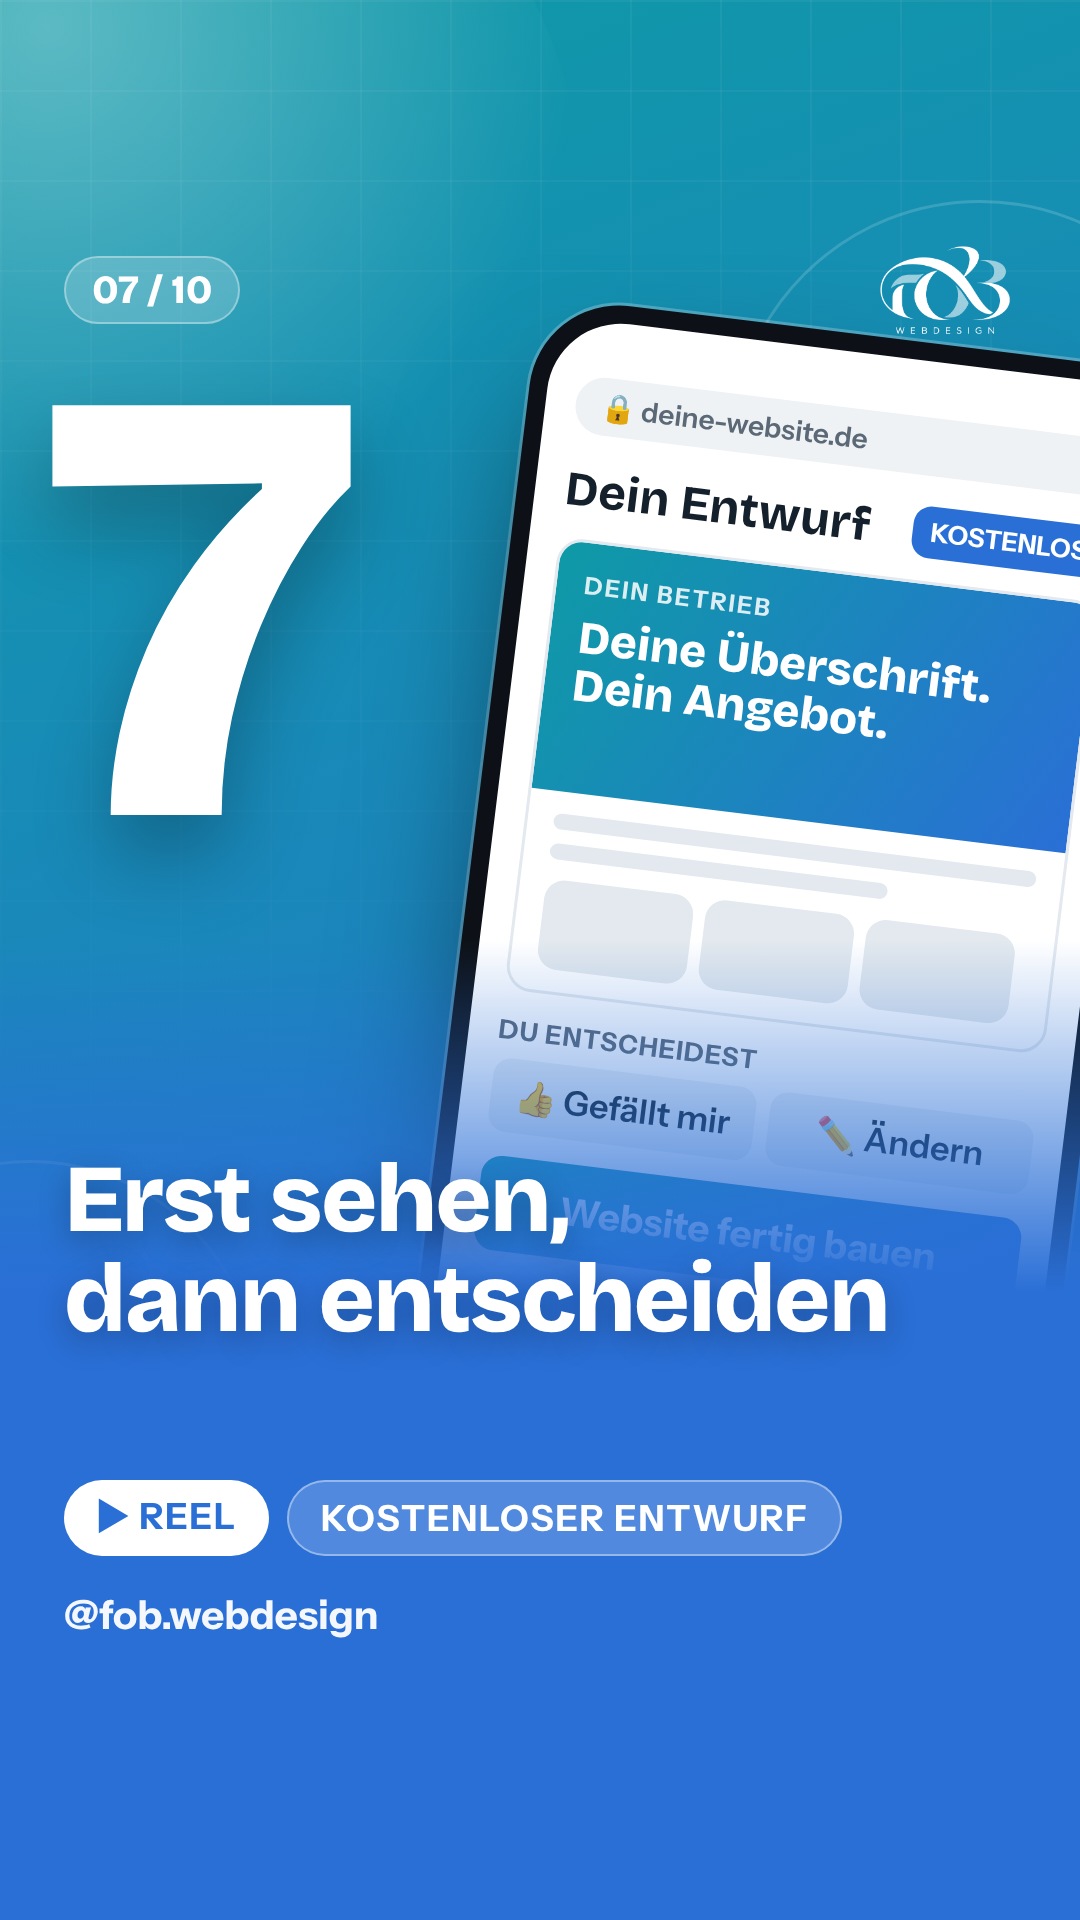 07 / 10
FOB
WEBDESIGN
7
🔒 deine-website.de
Dein Entwurf
KOSTENLOS
DEIN BETRIEB
Deine Überschrift.
Dein Angebot.
DU ENTSCHEIDEST
👍 Gefällt mir
✏️ Ändern
Website fertig bauen
Erst sehen,
dann entscheiden
▶ REEL
KOSTENLOSER ENTWURF
@fob.webdesign